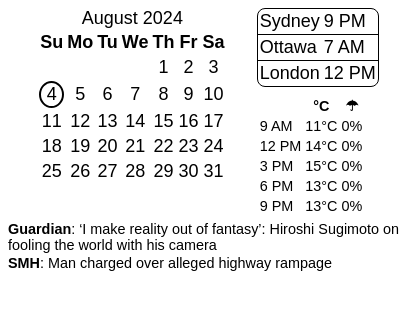 August 2024
Su Mo Tu We Th Fr Sa
1 2 3
4 5 6 7 8 9 10
11 12 13 14 15 16 17
18 19 20 21 22 23 24
25 26 27 28 29 30 31
Sydney 9 PM
Ottawa 7 AM
London 12 PM
°C ☂
9 AM 11°C 0%
12 PM 14°C 0%
3 PM 15°C 0%
6 PM 13°C 0%
9 PM 13°C 0%
Guardian: ‘I make reality out of fantasy’: Hiroshi Sugimoto on
fooling the world with his camera
SMH: Man charged over alleged highway rampage